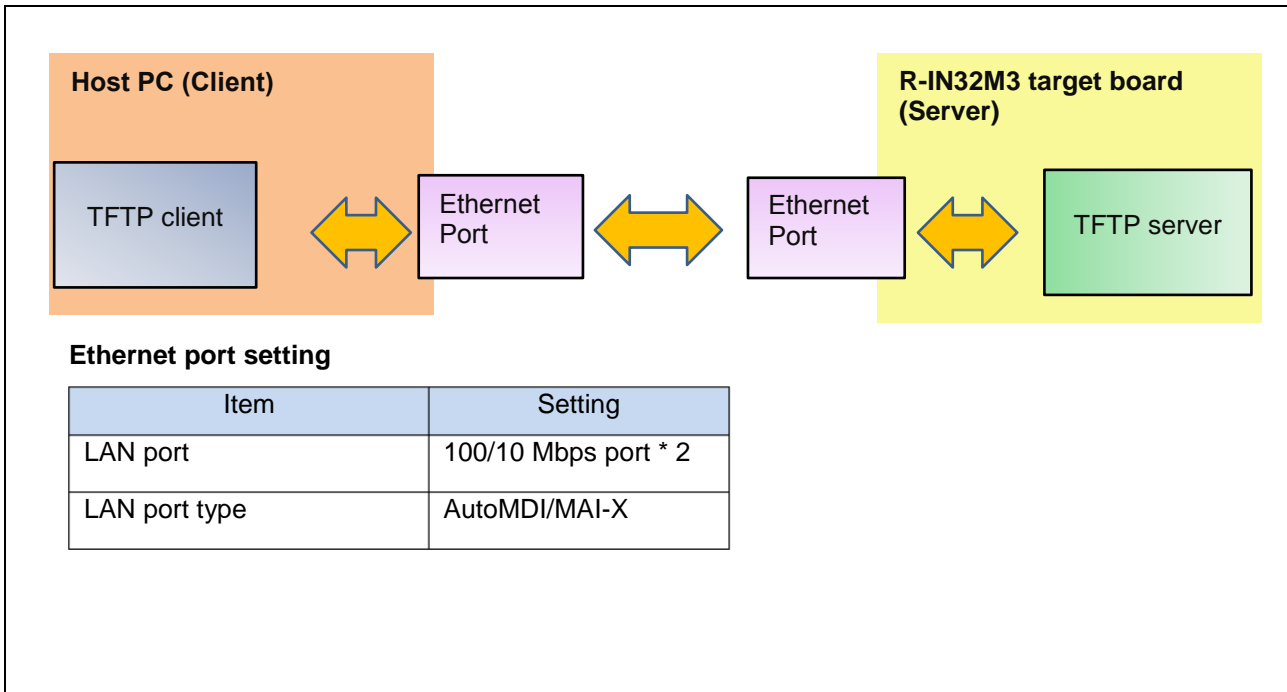 Host PC (Client)
R-IN32M3 target board
(Server)
TFTP client
Ethernet
Port
Ethernet
Port
TFTP server
Ethernet port setting
Item Setting
LAN port 100/10 Mbps port * 2
LAN port type AutoMDI/MAI-X